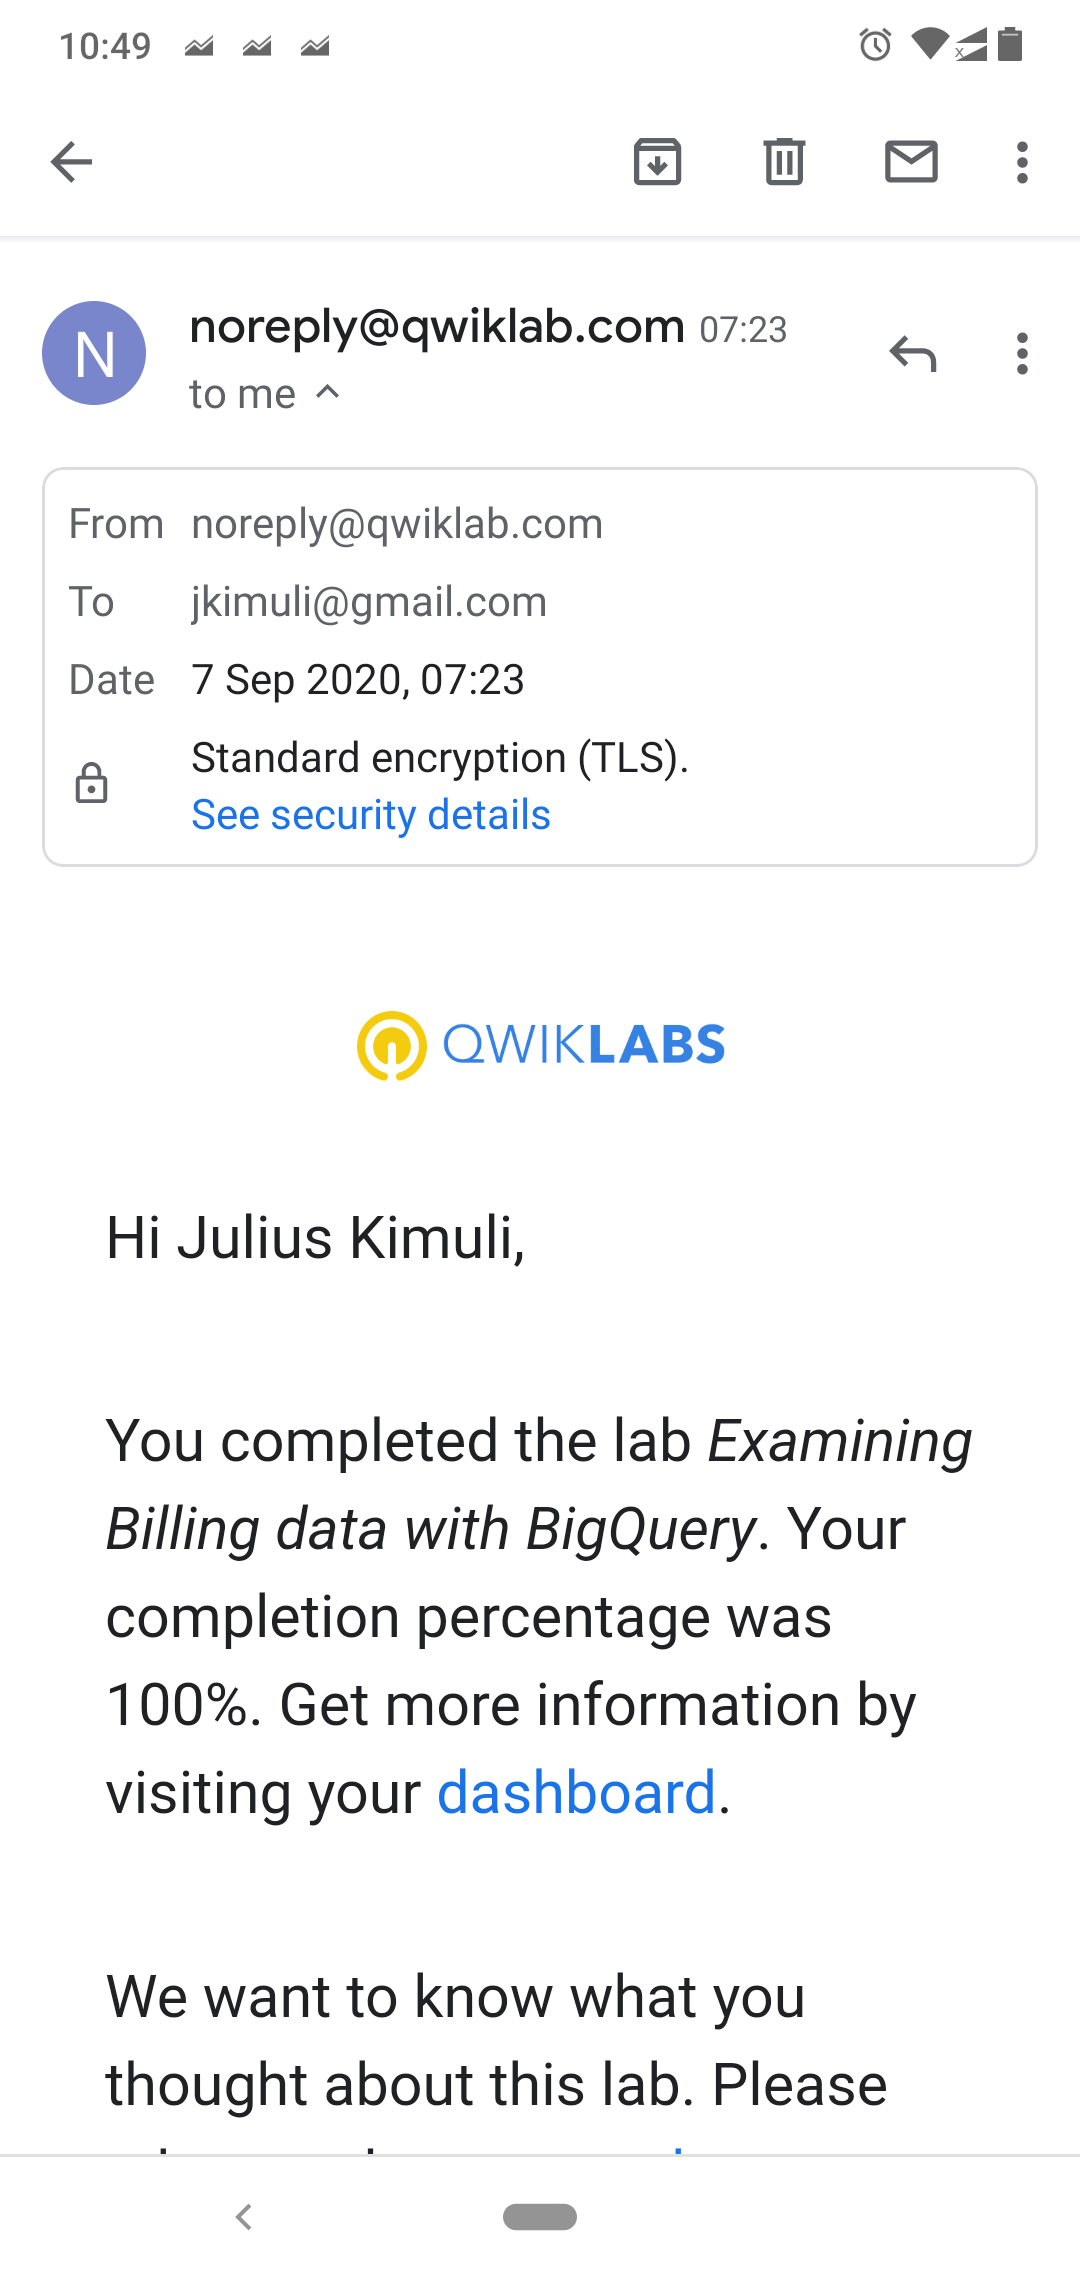 10:49
noreply@qwiklab.com 07:23
N
to me
From noreply@qwiklab.com
To jkimuli@gmail.com
Date 7 Sep 2020, 07:23
Standard encryption (TLS).
See security details
QWIKLABS
Hi Julius Kimuli,
You completed the lab Examining
Billing data with BigQuery. Your
completion percentage was
100%. Get more information by
visiting your dashboard.
We want to know what you
thought about this lab. Please